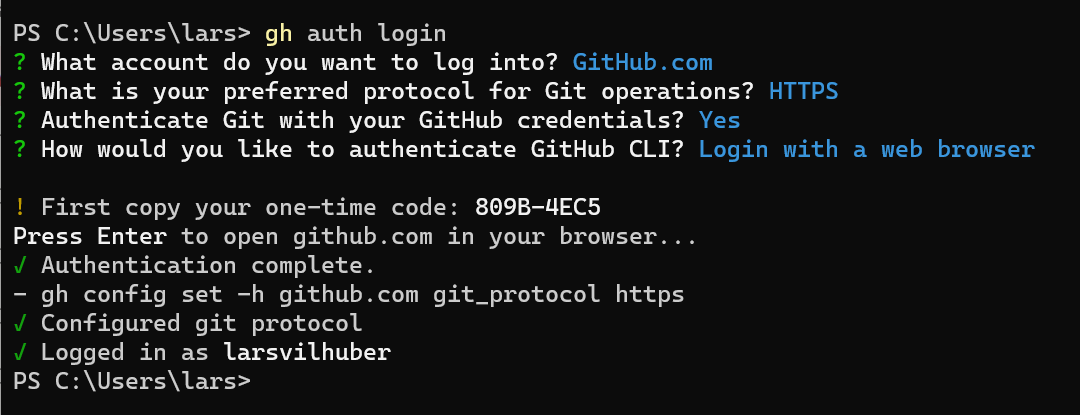 PS C:\Users\lars> gh auth login
? What account do you want to log into? GitHub.com
? What is your preferred protocol for Git operations? HTTPS
? Authenticate Git with your GitHub credentials? Yes
? How would you like to authenticate GitHub CLI? Login with a web browser
! First copy your one-time code: 809B-4EC5
Press Enter to open github.com in your browser...
√ Authentication complete.
- gh config set -h github.com git_protocol https
√ Configured git protocol
√ Logged in as larsvilhuber
PS C:\Users\lars>